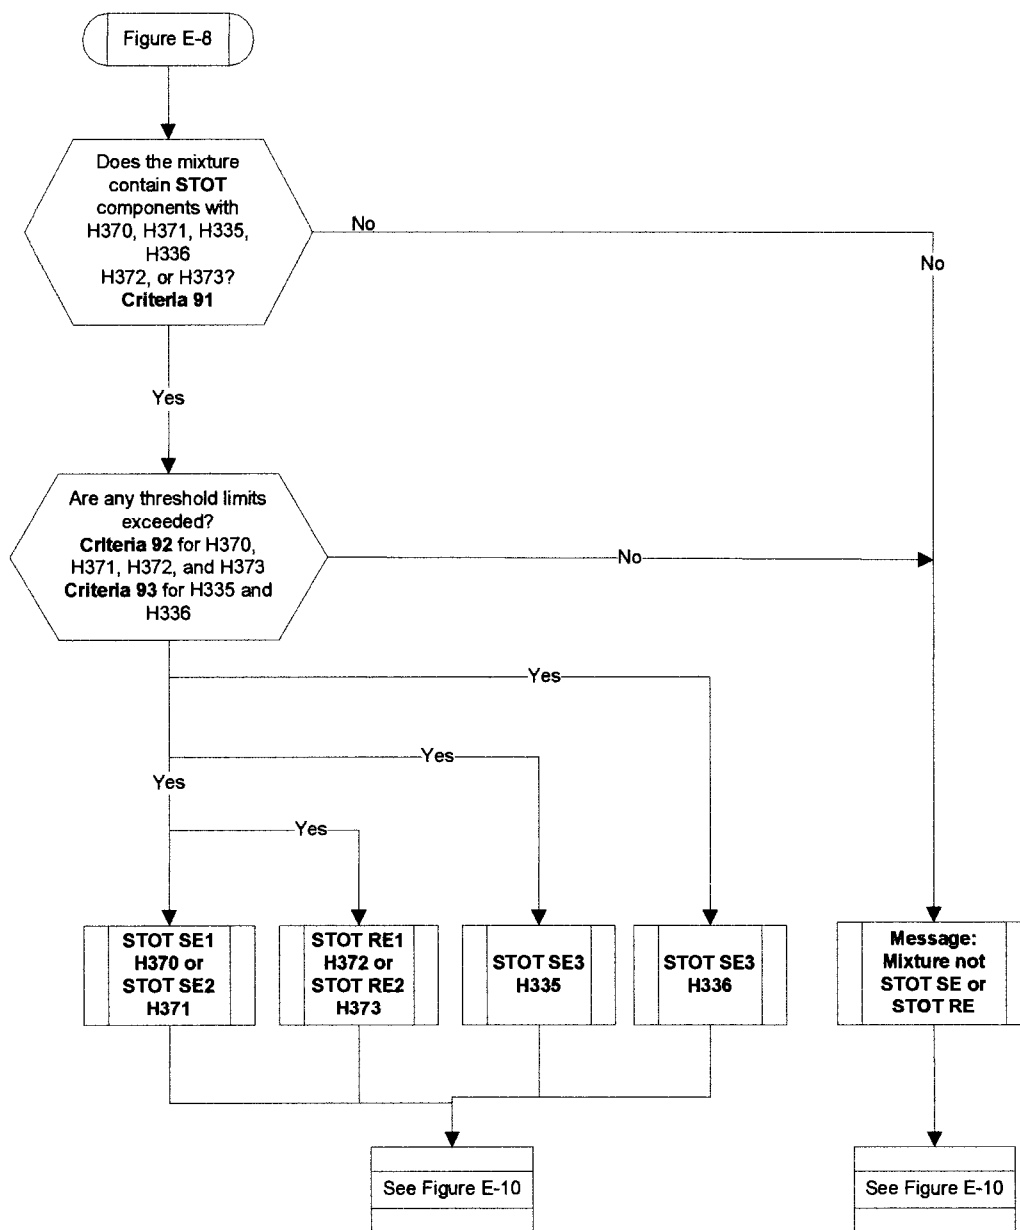 Figure E-8
Does the mixture
contain STOT
components with
H370, H371, H335,
H336
H372, or H373?
Criteria 91
No
No
Yes
Are any threshold limits
exceeded?
Criteria 92 for H370,
H371, H372, and H373
Criteria 93 for H335 and
H336
No
Yes
Yes
Yes
Yes
STOT SE1
H370 or
STOT SE2
H371
STOT RE1
H372 or
STOT RE2
H373
STOT SE3
H335
STOT SE3
H336
Message:
Mixture not
STOT SE or
STOT RE
See Figure E-10
See Figure E-10